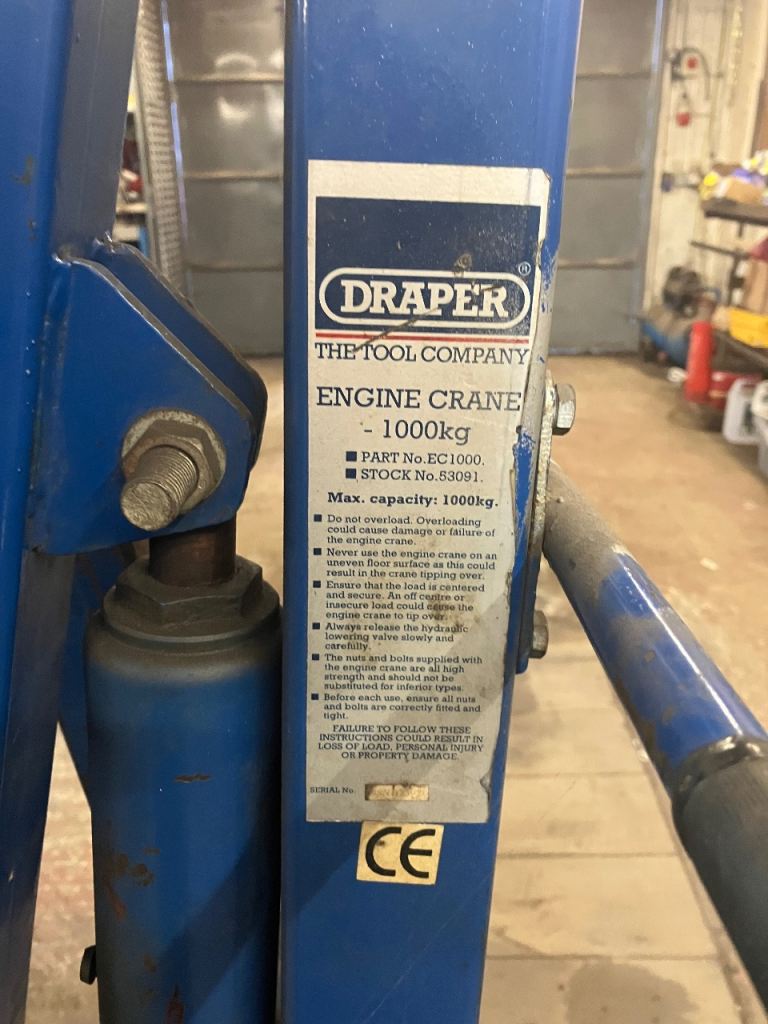 DRAPER®
THE TOOL COMPANY
ENGINE CRANE
- 1000kg
■ PART No.EC1000.
■ STOCK No.53091.
Max. capacity: 1000kg.
■ Do not overload. Overloading
could cause damage or failure of
the engine crane.
■ Never use the engine crane on an
uneven floor surface as this could
result in the crane tipping over.
■ Ensure that the load is centered
and secure. An off centre or
insecure load could cause the
engine crane to tip over.
■ Always release the hydraulic
lowering valve slowly and
carefully.
■ The nuts and bolts supplied with
the engine crane are all high
strength and should not be
substituted for inferior types.
■ Before each use, ensure all nuts
and bolts are correctly fitted and
tight.
FAILURE TO FOLLOW THESE
INSTRUCTIONS COULD RESULT IN
LOSS OF LOAD, PERSONAL INJURY
OR PROPERTY DAMAGE.
SERIAL No.
CE